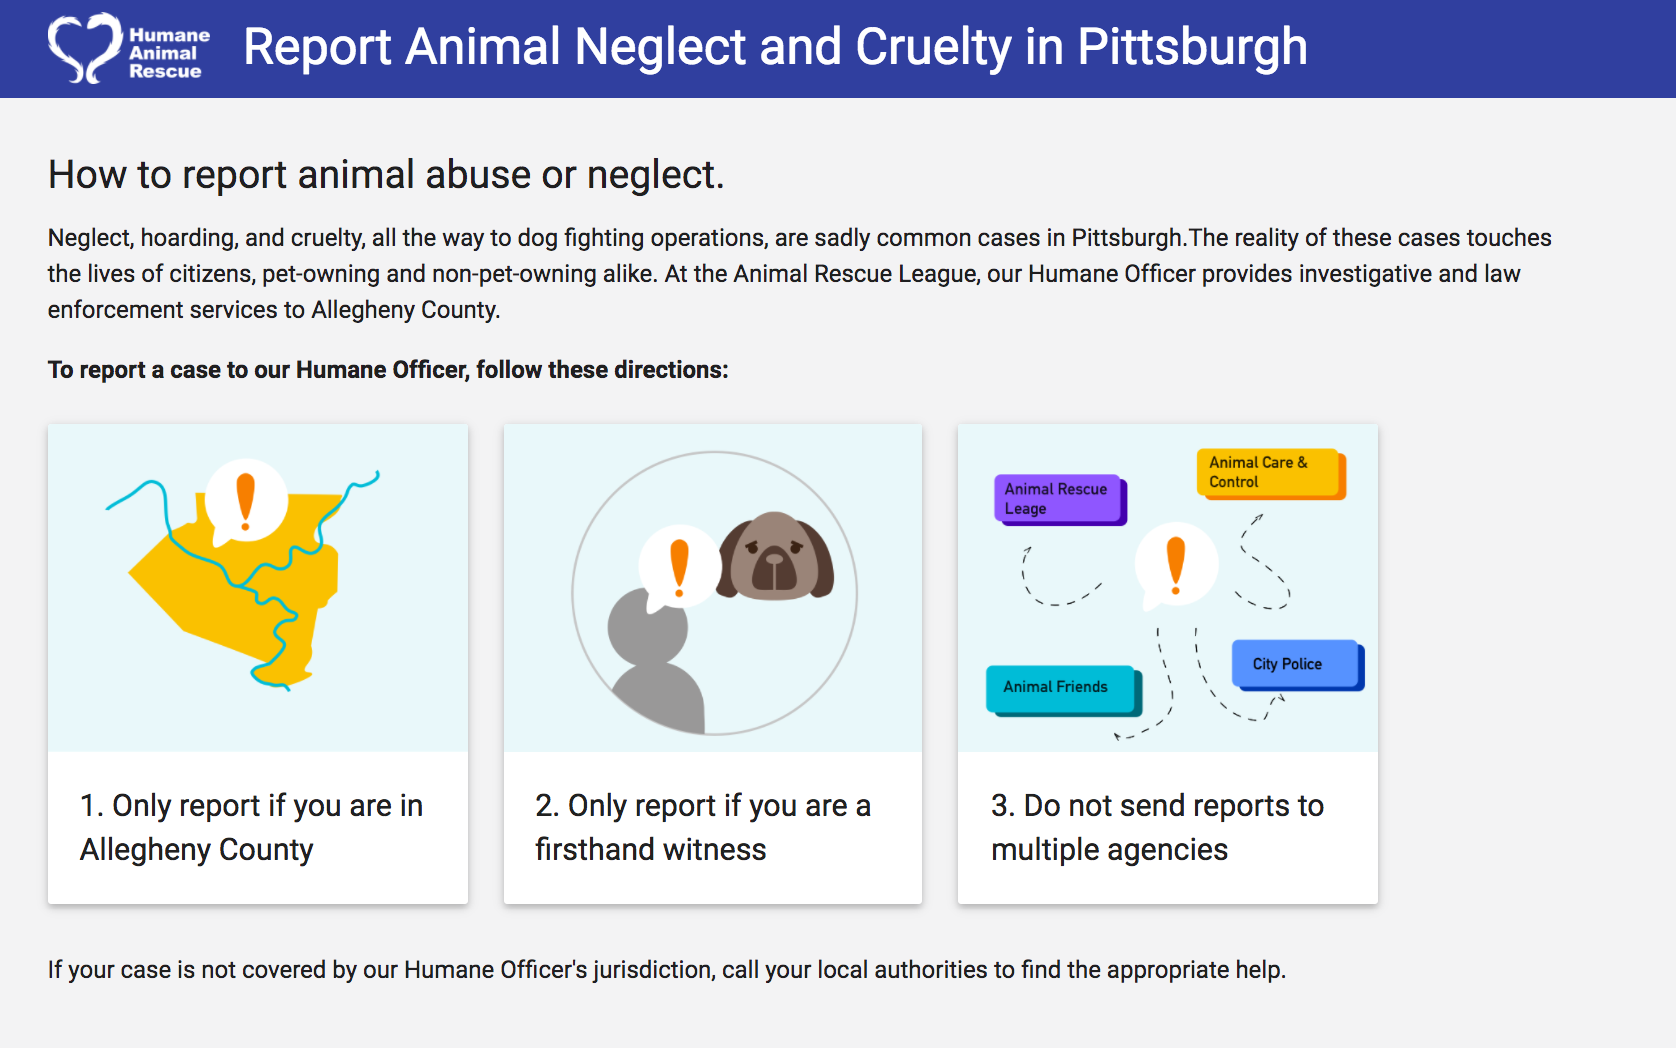 Humane
Animal
Rescue
Report Animal Neglect and Cruelty in Pittsburgh
How to report animal abuse or neglect.
Neglect, hoarding, and cruelty, all the way to dog fighting operations, are sadly common cases in Pittsburgh.The reality of these cases touches
the lives of citizens, pet-owning and non-pet-owning alike. At the Animal Rescue League, our Humane Officer provides investigative and law
enforcement services to Allegheny County.
To report a case to our Humane Officer, follow these directions:
!
1. Only report if you are in
Allegheny County
!
2. Only report if you are a
firsthand witness
Animal Rescue
Leage
Animal Care &
Control
!
Animal Friends
City Police
3. Do not send reports to
multiple agencies
If your case is not covered by our Humane Officer's jurisdiction, call your local authorities to find the appropriate help.